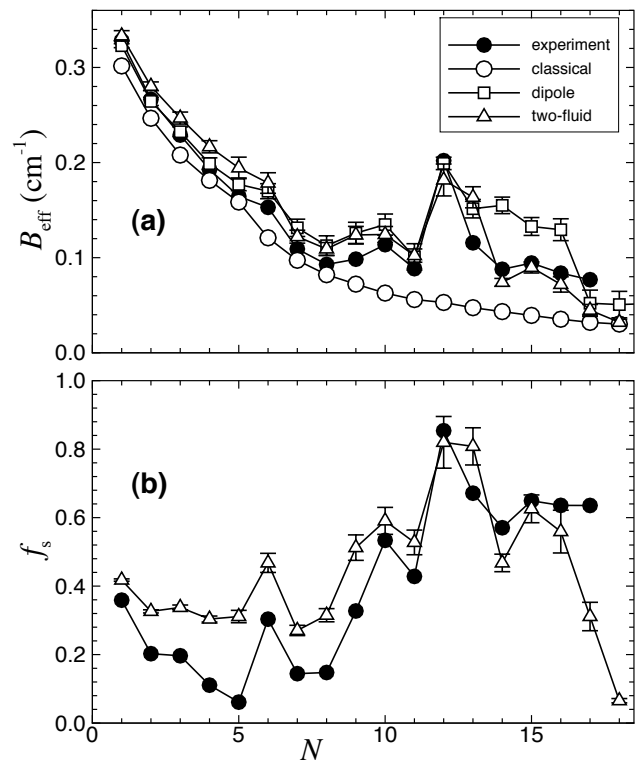 0.3
0.2
0.1
0.0
B_eff (cm⁻¹)
(a)
experiment
classical
dipole
two-fluid
1.0
0.8
0.6
0.4
0.2
0.0
f_s
(b)
0 5 10 15
N